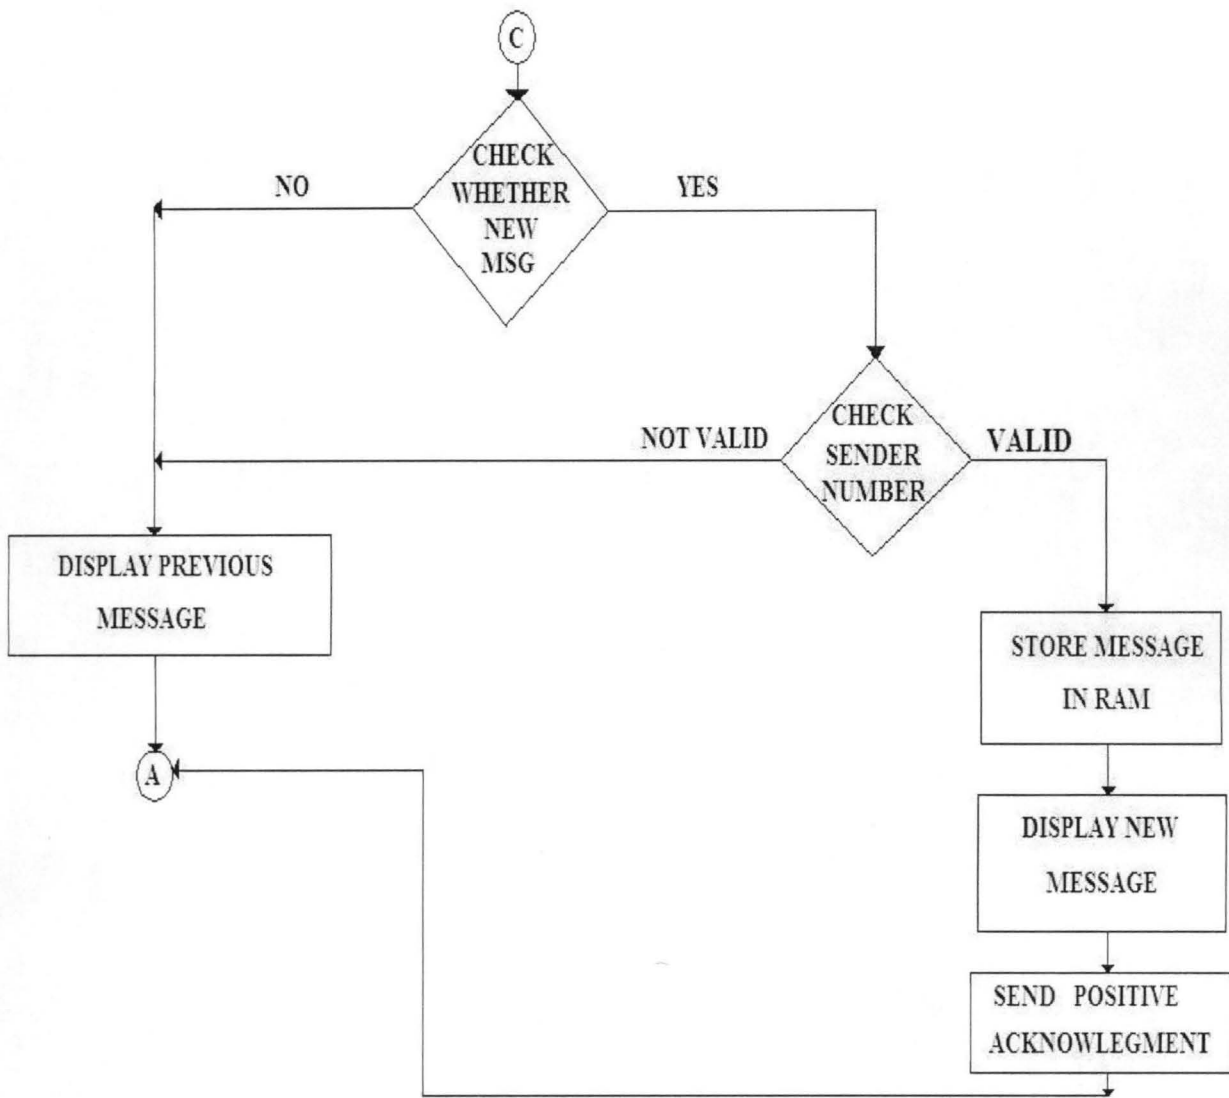 C
CHECK
WHETHER
NEW
MSG
NO
YES
CHECK
SENDER
NUMBER
NOT VALID
VALID
DISPLAY PREVIOUS
MESSAGE
STORE MESSAGE
IN RAM
A
DISPLAY NEW
MESSAGE
SEND POSITIVE
ACKNOWLEGMENT